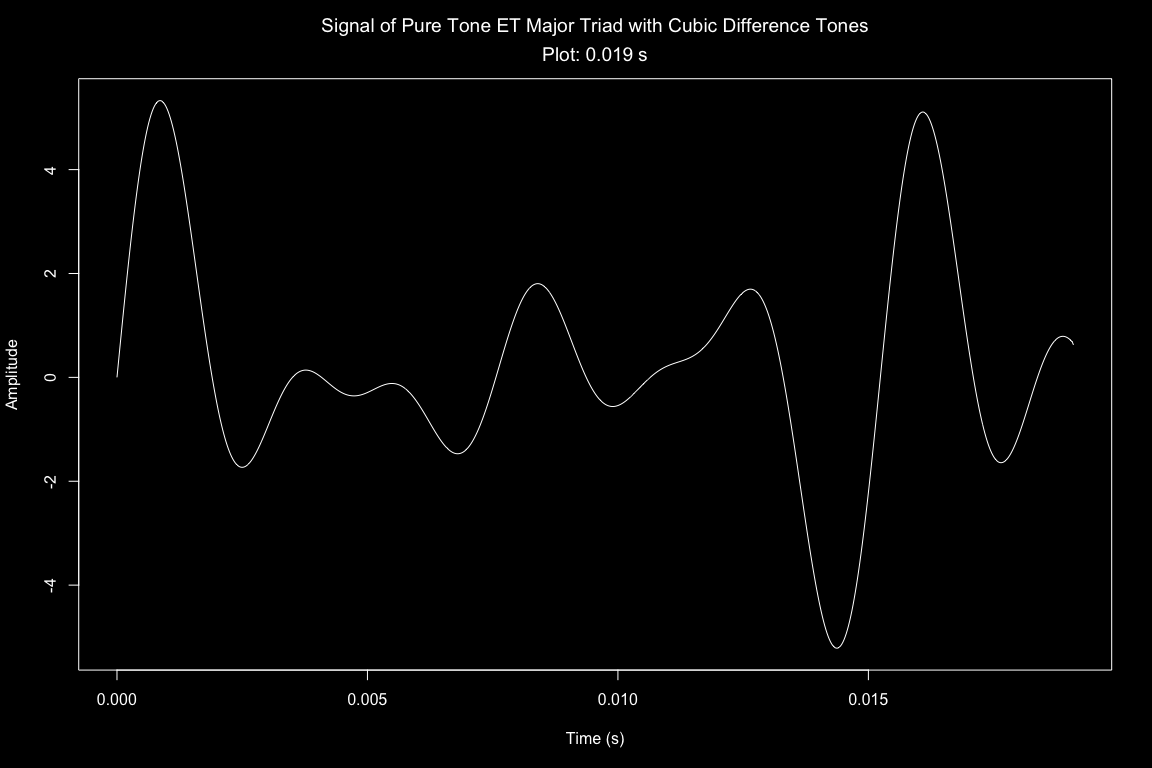 Signal of Pure Tone ET Major Triad with Cubic Difference Tones
Plot: 0.019 s
4
2
0
-2
-4
Amplitude
0.000
0.005
0.010
0.015
Time (s)